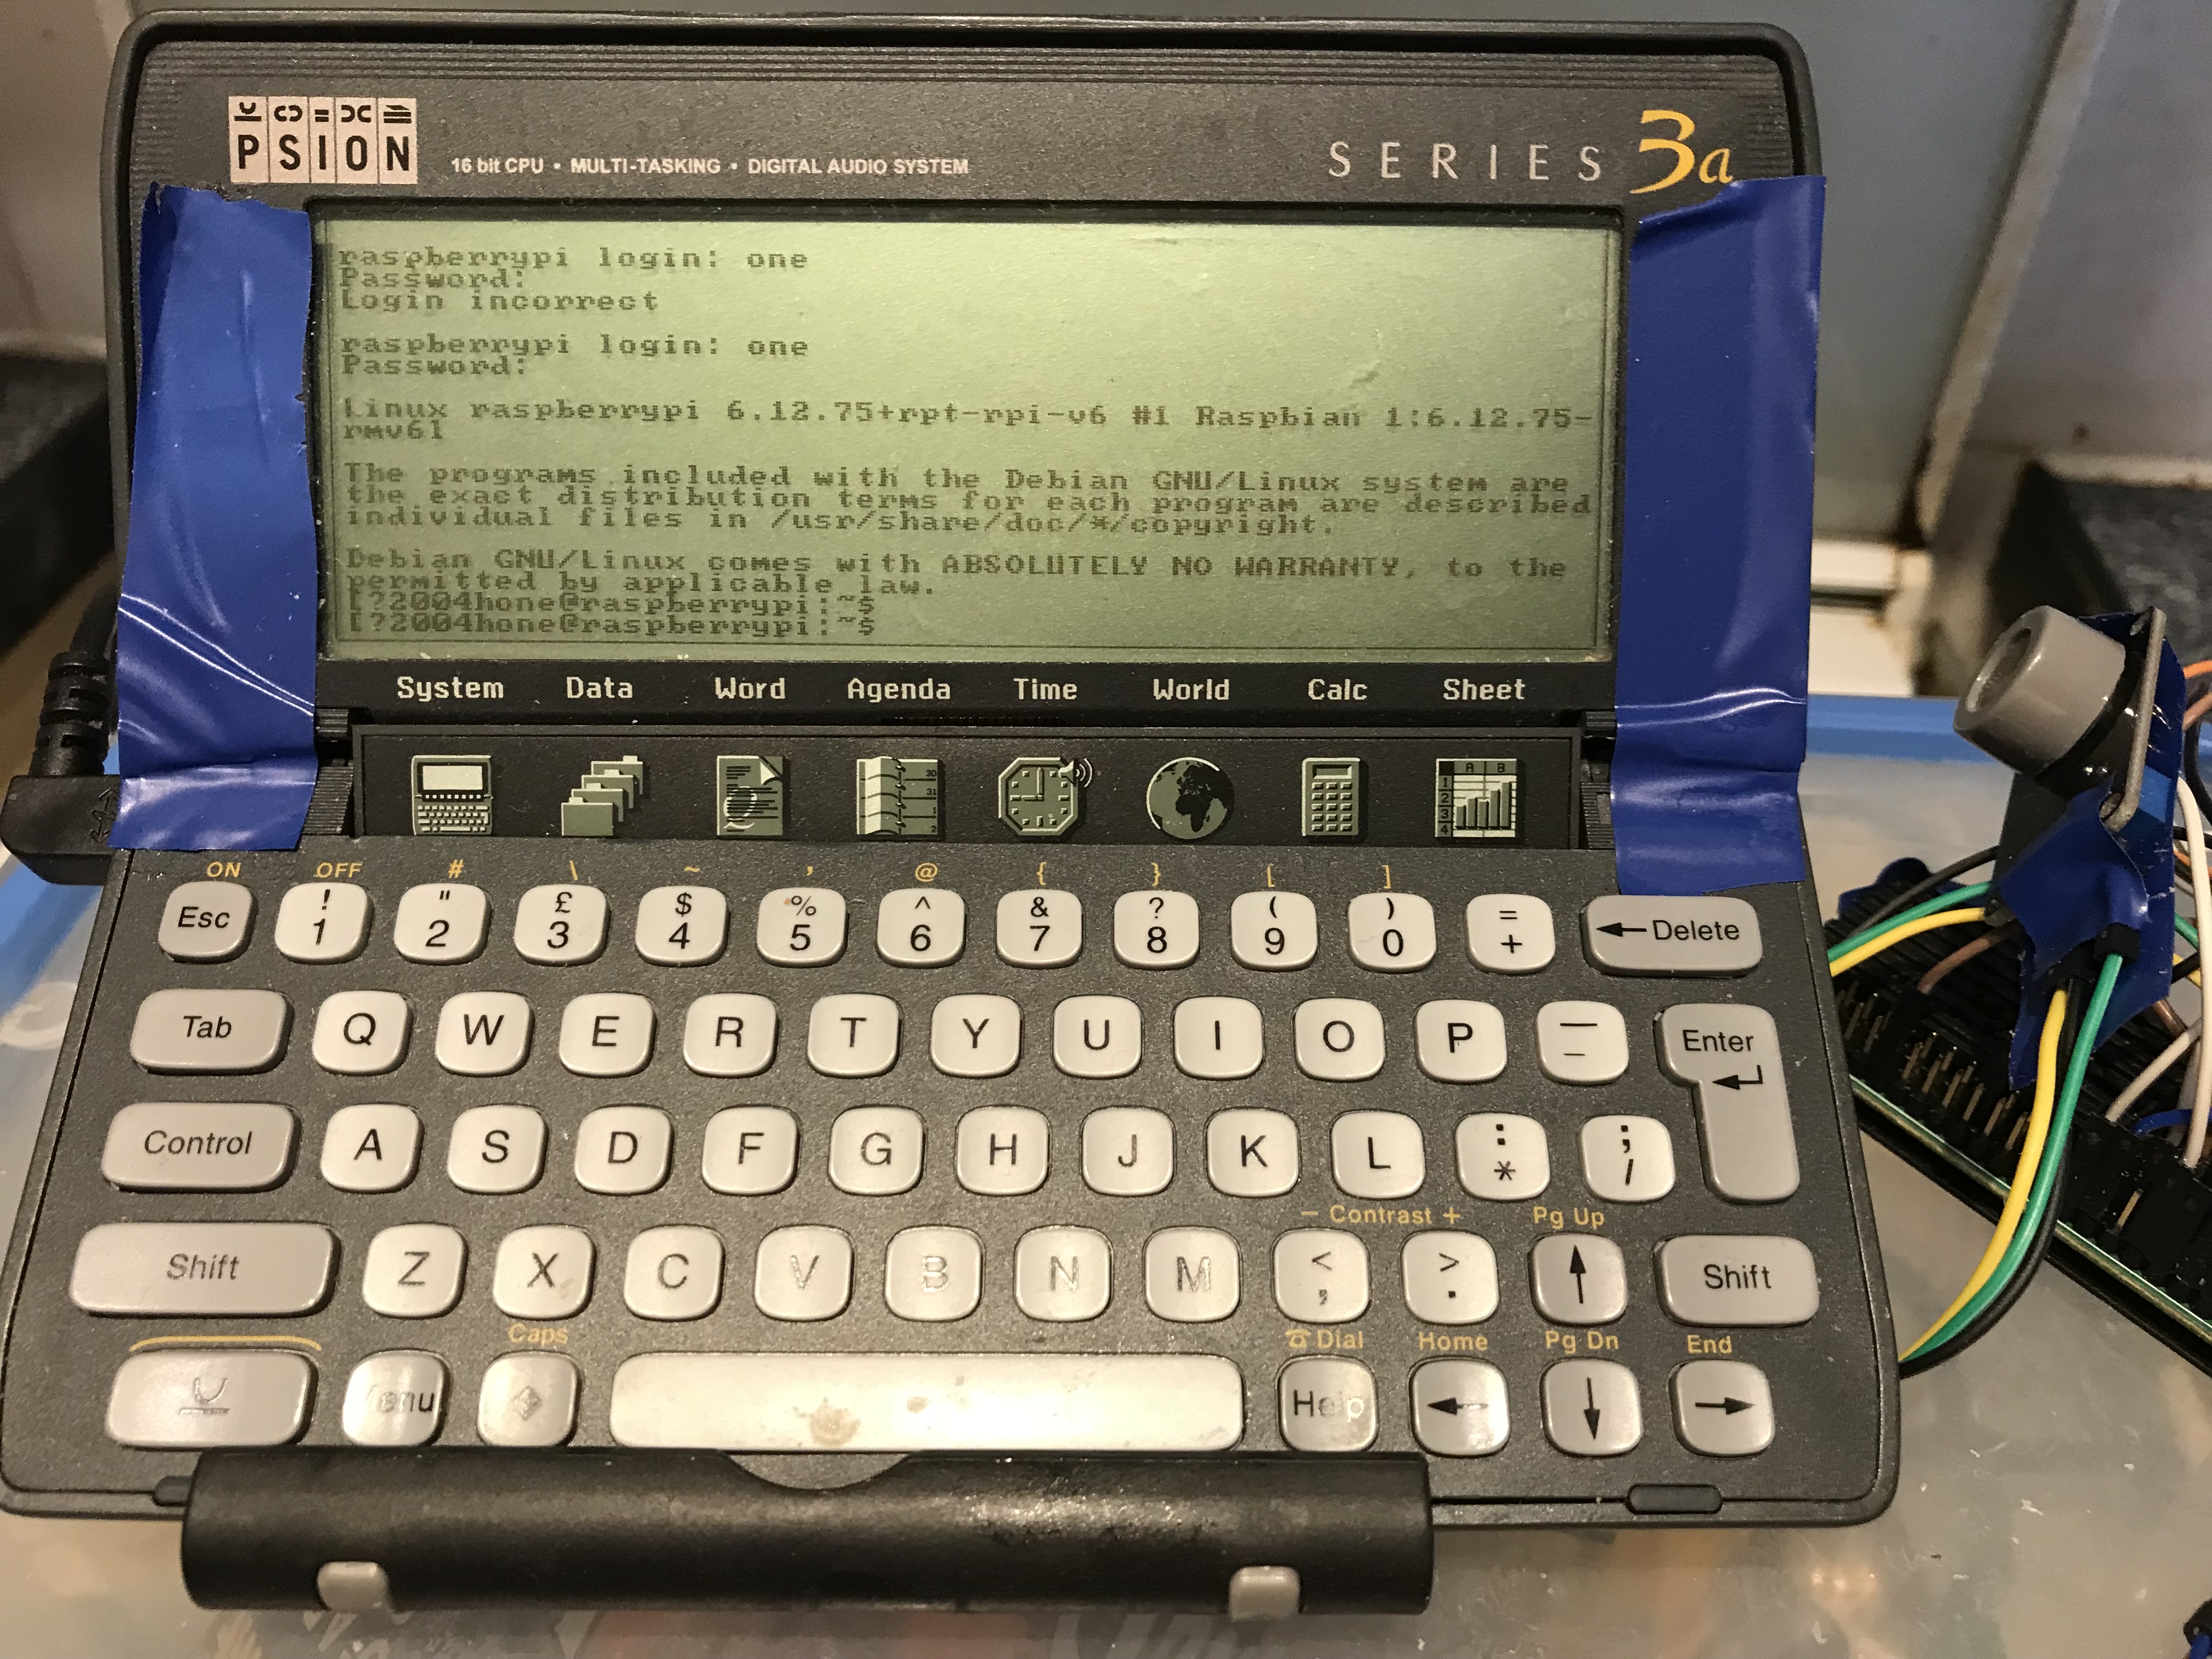 PSION
16 bit CPU • MULTI-TASKING • DIGITAL AUDIO SYSTEM
SERIES 3a
raspberrypi login: one
Password:
Login incorrect
raspberrypi login: one
Password:
Linux raspberrypi 6.12.75+rpt-rpi-v6 #1 Raspbian 1:6.12.75-
rmv6l
The programs included with the Debian GNU/Linux system are
the exact distribution terms for each program are described
individual files in /usr/share/doc/*/copyright.
Debian GNU/Linux comes with ABSOLUTELY NO WARRANTY, to the
permitted by applicable law.
[?2004hone@raspberrypi:~$
[?2004hone@raspberrypi:~$
System Data Word Agenda Time World Calc Sheet
A B
ON OFF # \ ~ ' @ { } [ ]
Esc ! 1 " 2 £ 3 $ 4 % 5 ^ 6 & 7 ? 8 ( 9 ) 0 = + ← Delete
Tab Q W E R T Y U I O P — _ Enter ↵
Control A S D F G H J K L : * ; /
− Contrast + Pg Up
Shift Z X C V B N M < , > . ↑ Shift
Caps ☎ Dial Home Pg Dn End
Menu Help ← ↓ →